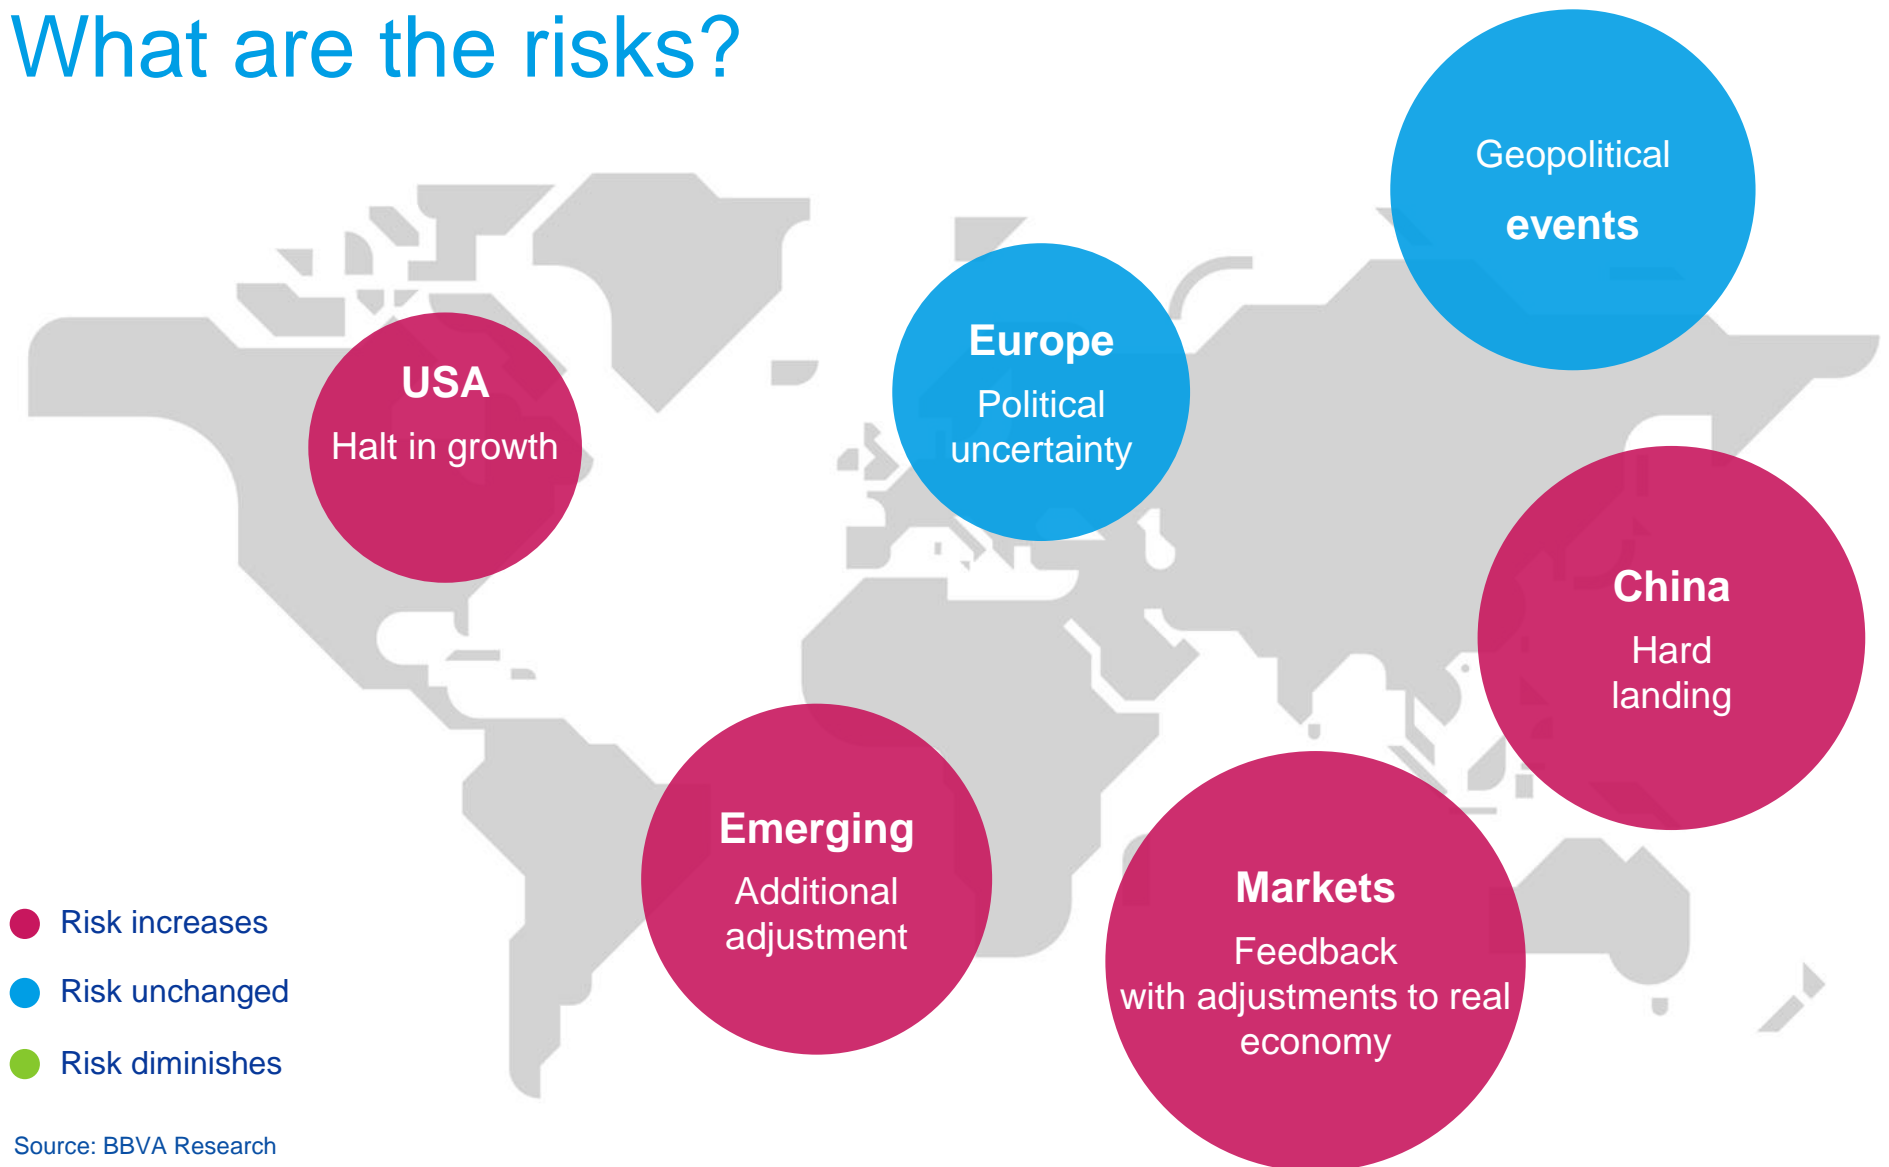 What are the risks?
Geopolitical
events
Europe
Political
uncertainty
USA
Halt in growth
China
Hard
landing
Emerging
Additional
adjustment
Markets
Feedback
with adjustments to real
economy
Risk increases
Risk unchanged
Risk diminishes
Source: BBVA Research